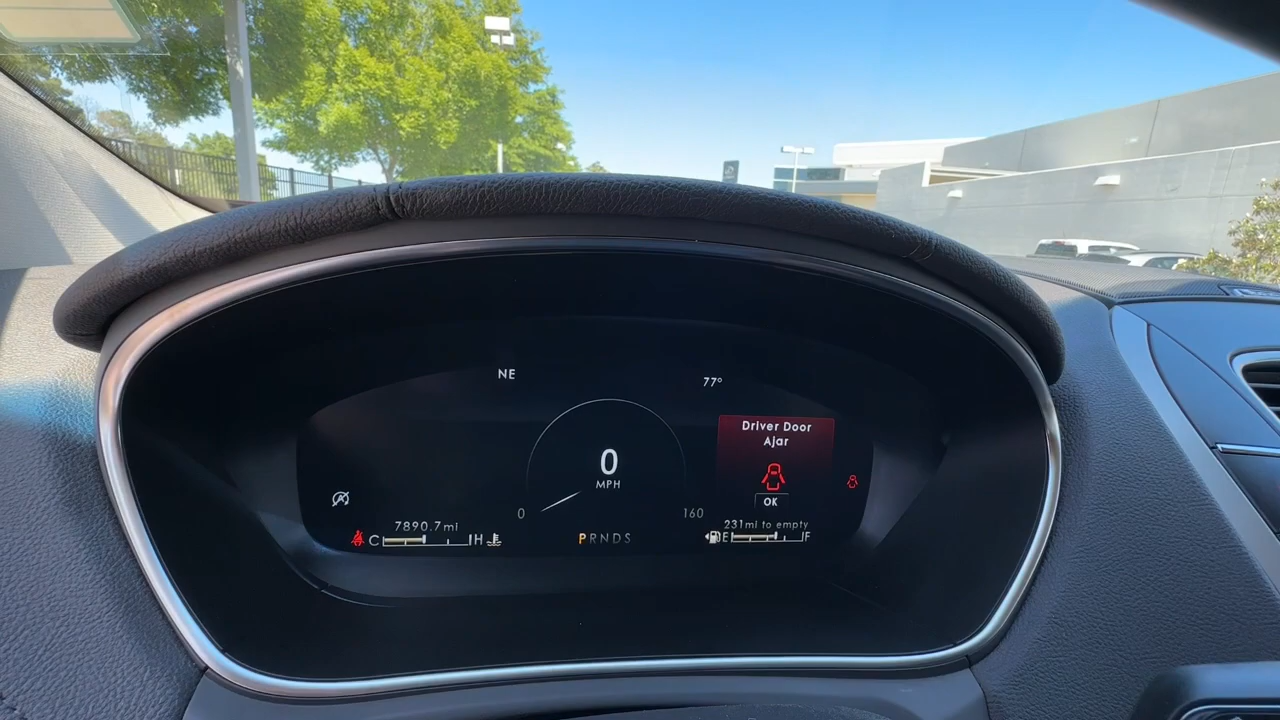 NE
77°
Driver Door
Ajar
OK
0
MPH
0
160
7890.7mi
231mi to empty
C H
PRNDS
E F